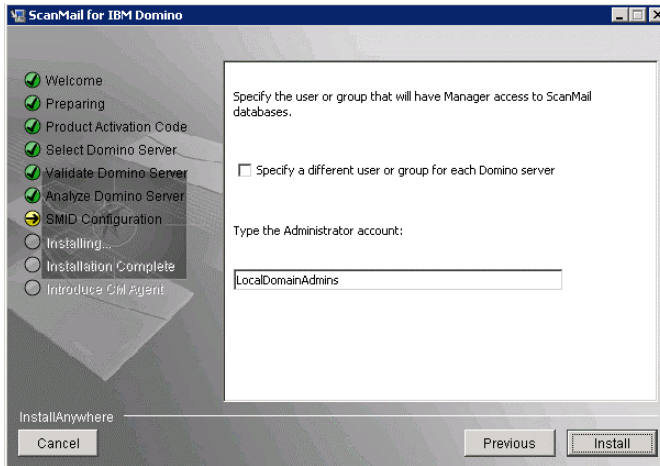 ScanMail for IBM Domino
Welcome
Preparing
Product Activation Code
Select Domino Server
Validate Domino Server
Analyze Domino Server
SMID Configuration
Installing...
Installation Complete
Introduce CM Agent
Specify the user or group that will have Manager access to ScanMail
databases.
Specify a different user or group for each Domino server
Type the Administrator account:
LocalDomainAdmins
InstallAnywhere
Cancel
Previous
Install